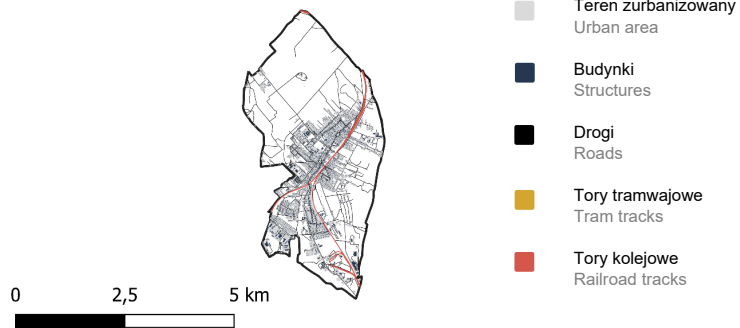 Teren zurbanizowany
Urban area
Budynki
Structures
Drogi
Roads
Tory tramwajowe
Tram tracks
Tory kolejowe
Railroad tracks
0 2,5 5 km